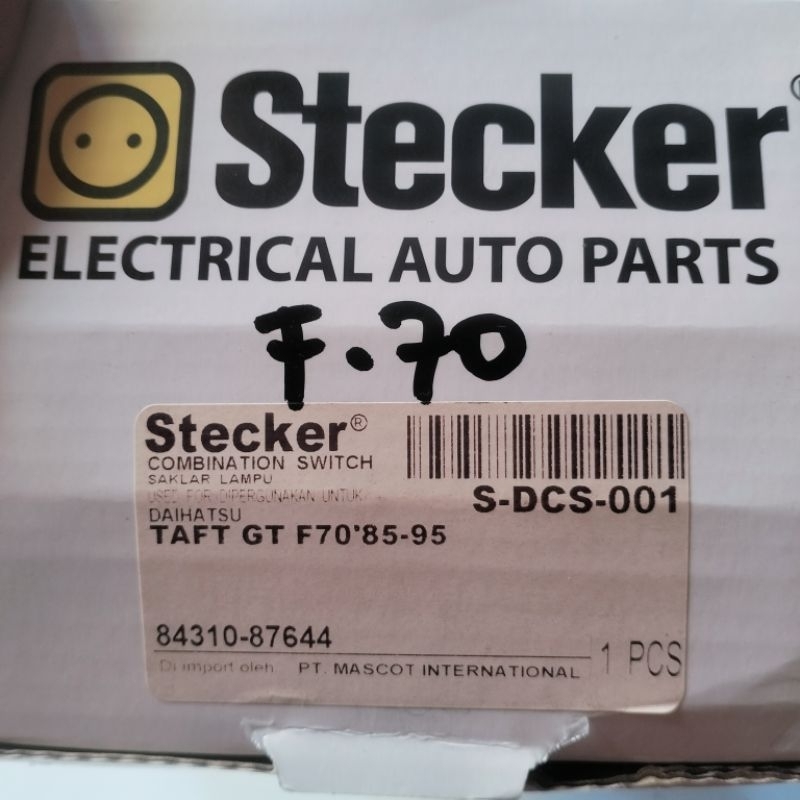 Stecker®
ELECTRICAL AUTO PARTS
F.70
Stecker®
COMBINATION SWITCH
SAKLAR LAMPU
USED FOR/DIPERGUNAKAN UNTUK
S-DCS-001
DAIHATSU
TAFT GT F70'85-95
84310-87644
1 PCS
Di import oleh PT. MASCOT INTERNATIONAL